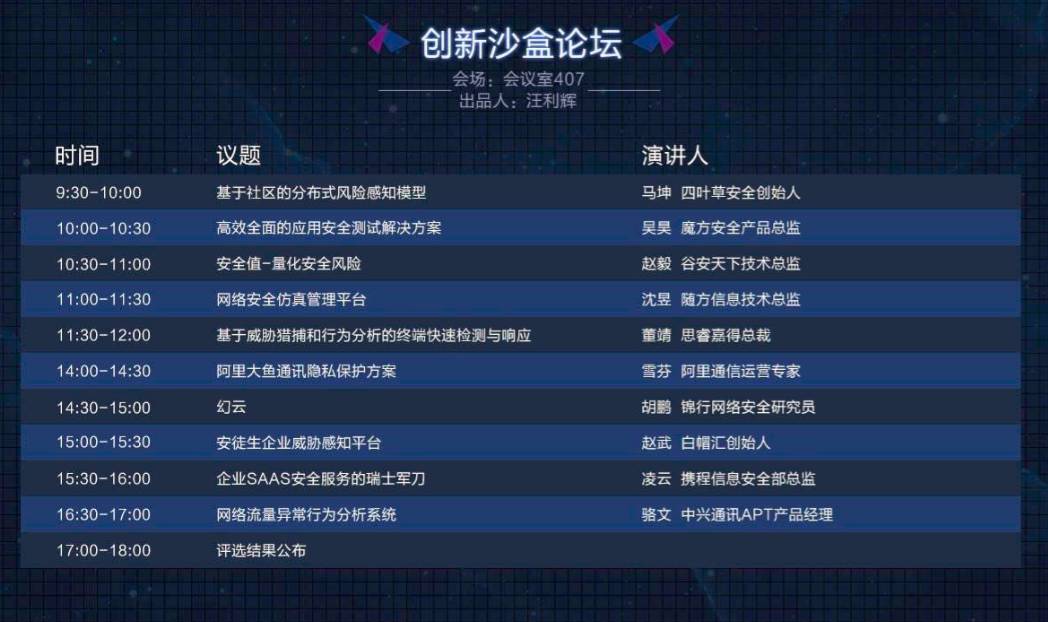 创新沙盒论坛
会场：会议室407
出品人：汪利辉
时间 议题 演讲人
9:30-10:00 基于社区的分布式风险感知模型 马坤 四叶草安全创始人
10:00-10:30 高效全面的应用安全测试解决方案 吴昊 魔方安全产品总监
10:30-11:00 安全值-量化安全风险 赵毅 谷安天下技术总监
11:00-11:30 网络安全仿真管理平台 沈昱 随方信息技术总监
11:30-12:00 基于威胁猎捕和行为分析的终端快速检测与响应 董靖 思睿嘉得总裁
14:00-14:30 阿里大鱼通讯隐私保护方案 雪芬 阿里通信运营专家
14:30-15:00 幻云 胡鹏 锦行网络安全研究员
15:00-15:30 安徒生企业威胁感知平台 赵武 白帽汇创始人
15:30-16:00 企业SAAS安全服务的瑞士军刀 凌云 携程信息安全部总监
16:30-17:00 网络流量异常行为分析系统 骆文 中兴通讯APT产品经理
17:00-18:00 评选结果公布